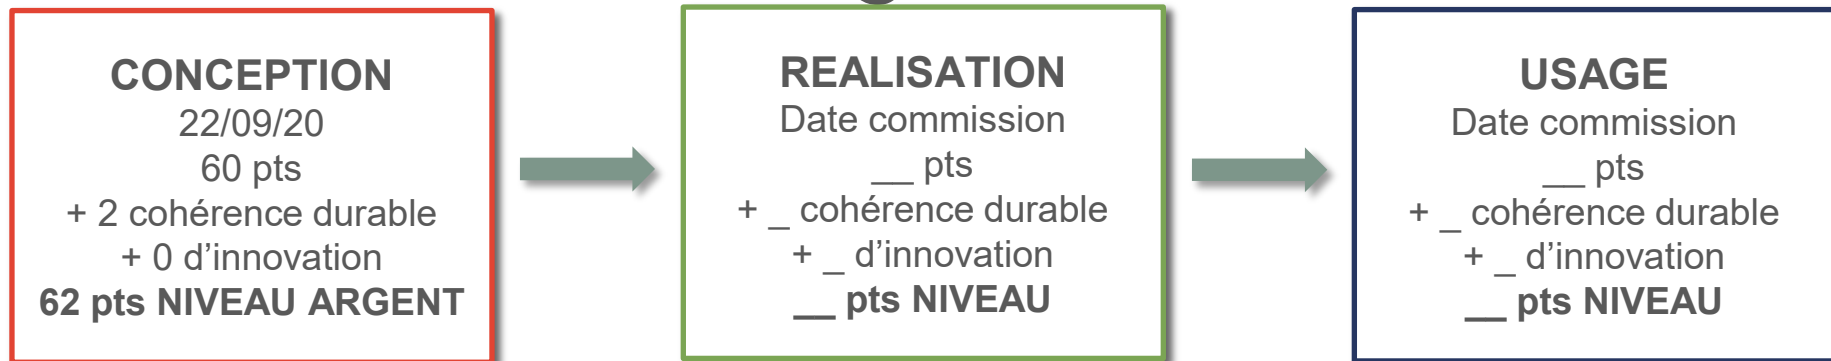 CONCEPTION
22/09/20
60 pts
+ 2 cohérence durable
+ 0 d’innovation
62 pts NIVEAU ARGENT
REALISATION
Date commission
__ pts
+ _ cohérence durable
+ _ d’innovation
__ pts NIVEAU
USAGE
Date commission
__ pts
+ _ cohérence durable
+ _ d’innovation
__ pts NIVEAU